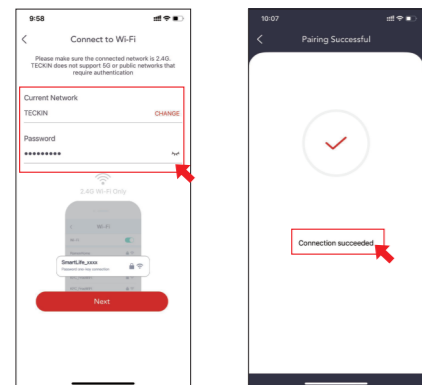 9:58
Connect to Wi-Fi
Please make sure the connected network is 2.4G.
TECKIN does not support 5G or public networks that
require authentication
Current Network
TECKIN CHANGE
Password
•••••••••
2.4G Wi-Fi Only
Wi-Fi
Wi-Fi
SmartLife_xxxx
Next
10:07
Pairing Successful
Connection succeeded